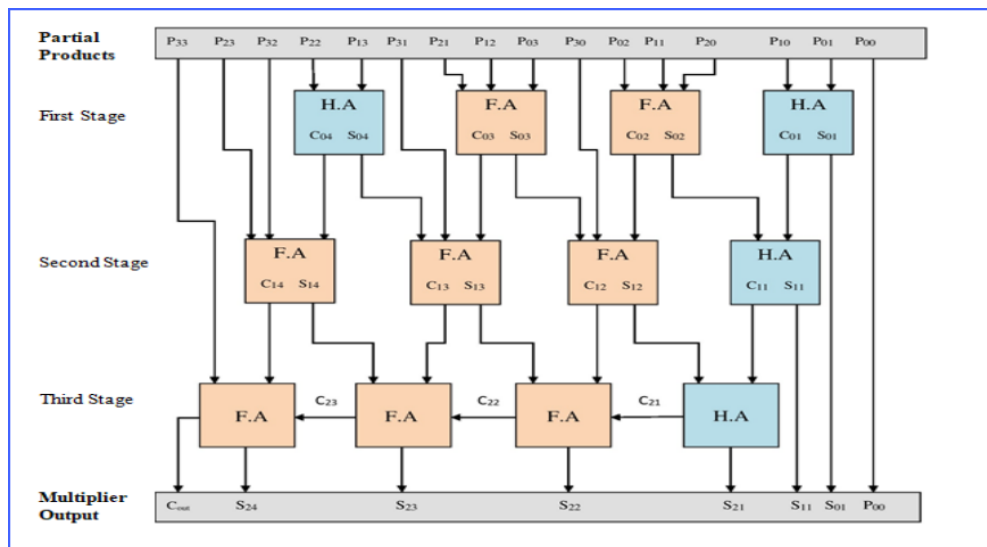 Partial Products
P33 P23 P32 P22 P13 P31 P21 P12 P03 P30 P02 P11 P20 P10 P01 P00
First Stage
H.A F.A F.A H.A
C04 S04 C03 S03 C02 S02 C01 S01
Second Stage
F.A F.A F.A H.A
C14 S14 C13 S13 C12 S12 C11 S11
Third Stage
F.A C23 F.A C22 F.A C21 H.A
Multiplier Output
Cout S24 S23 S22 S21 S11 S01 P00